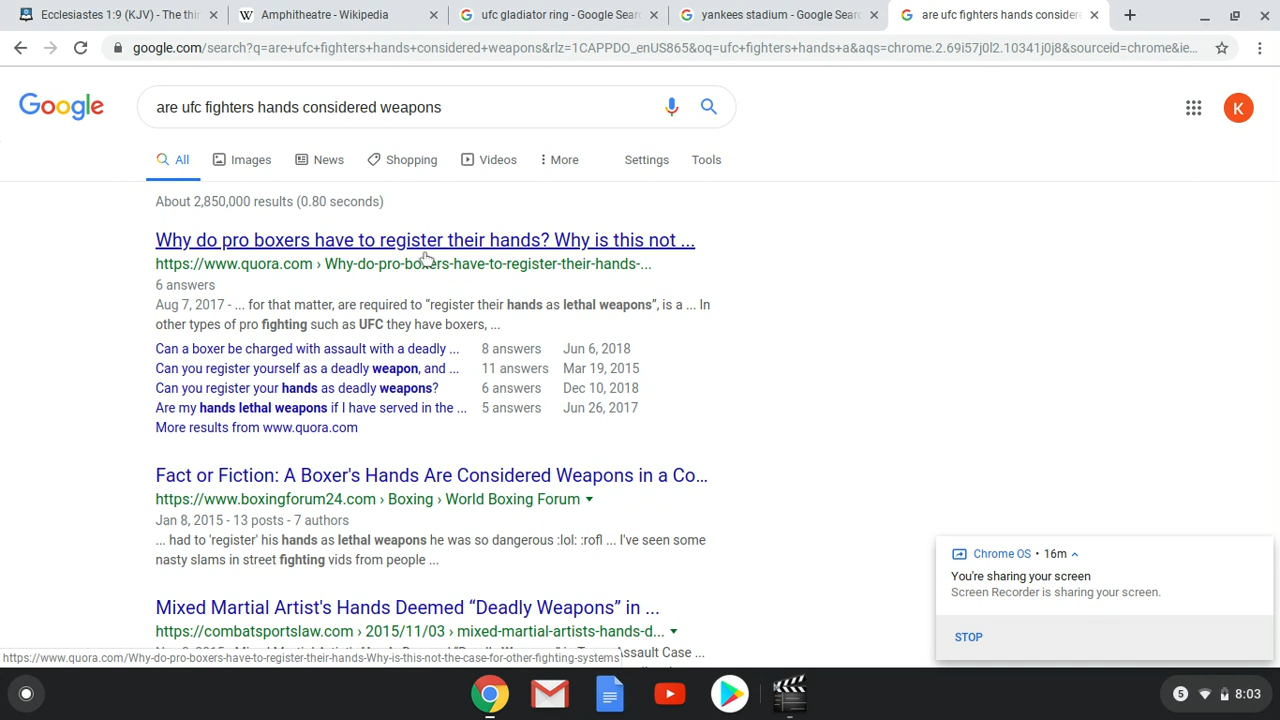 Ecclesiastes 1:9 (KJV) - The thin
Amphitheatre - Wikipedia
ufc gladiator ring - Google Searc
yankees stadium - Google Search
are ufc fighters hands considere
google.com/search?q=are+ufc+fighters+hands+considered+weapons&rlz=1CAPPDO_enUS865&oq=ufc+fighters+hands+a&aqs=chrome.2.69i57j0l2.10341j0j8&sourceid=chrome&ie...
Google
are ufc fighters hands considered weapons
K
All
Images
News
Shopping
Videos
More
Settings
Tools
About 2,850,000 results (0.80 seconds)
Why do pro boxers have to register their hands? Why is this not ...
https://www.quora.com › Why-do-pro-boxers-have-to-register-their-hands-...
6 answers
Aug 7, 2017 - ... for that matter, are required to “register their hands as lethal weapons”, is a ... In
other types of pro fighting such as UFC they have boxers, ...
Can a boxer be charged with assault with a deadly ... 8 answers Jun 6, 2018
Can you register yourself as a deadly weapon, and ... 11 answers Mar 19, 2015
Can you register your hands as deadly weapons? 6 answers Dec 10, 2018
Are my hands lethal weapons if I have served in the ... 5 answers Jun 26, 2017
More results from www.quora.com
Fact or Fiction: A Boxer's Hands Are Considered Weapons in a Co...
https://www.boxingforum24.com › Boxing › World Boxing Forum
Jan 8, 2015 - 13 posts - 7 authors
... had to 'register' his hands as lethal weapons he was so dangerous :lol: :rofl ... I've seen some
nasty slams in street fighting vids from people ...
Mixed Martial Artist's Hands Deemed “Deadly Weapons” in ...
https://combatsportslaw.com › 2015/11/03 › mixed-martial-artists-hands-d...
Assault Case ...
https://www.quora.com/Why-do-pro-boxers-have-to-register-their-hands-Why-is-this-not-the-case-for-other-fighting-systems
Chrome OS • 16m
You're sharing your screen
Screen Recorder is sharing your screen.
STOP
5
8:03